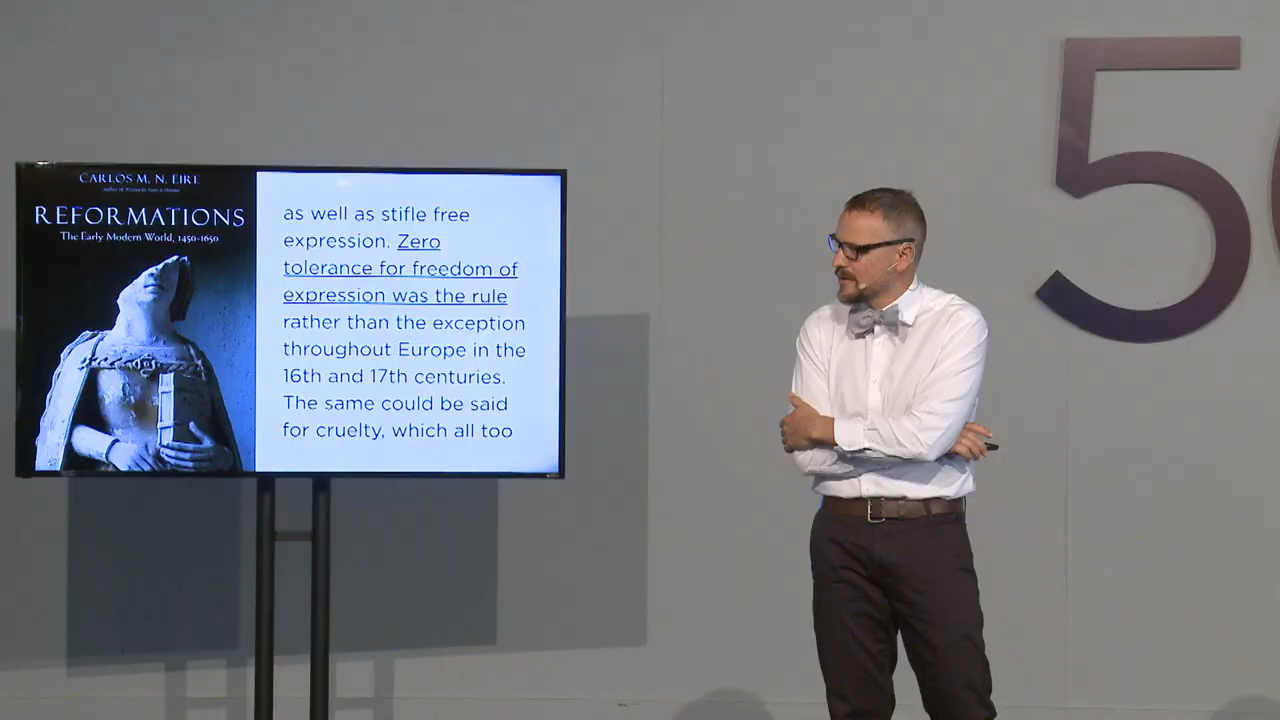 CARLOS M. N. EIRE
REFORMATIONS
The Early Modern World, 1450-1650
as well as stifle free
expression. Zero
tolerance for freedom of
expression was the rule
rather than the exception
throughout Europe in the
16th and 17th centuries.
The same could be said
for cruelty, which all too
5